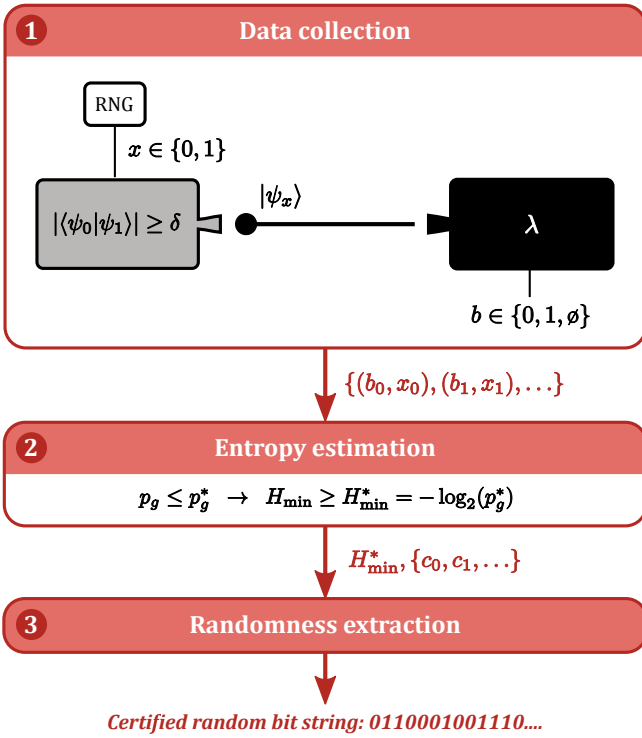 1 Data collection
RNG
x ∈ {0, 1}
|ψₓ⟩
|⟨ψ₀|ψ₁⟩| ≥ δ
λ
b ∈ {0, 1, ø}
{(b₀, x₀), (b₁, x₁), …}
2 Entropy estimation
p_g ≤ p_g^* → H_min ≥ H_min^* = −log₂(p_g^*)
H_min^*, {c₀, c₁, …}
3 Randomness extraction
Certified random bit string: 0110001001110....